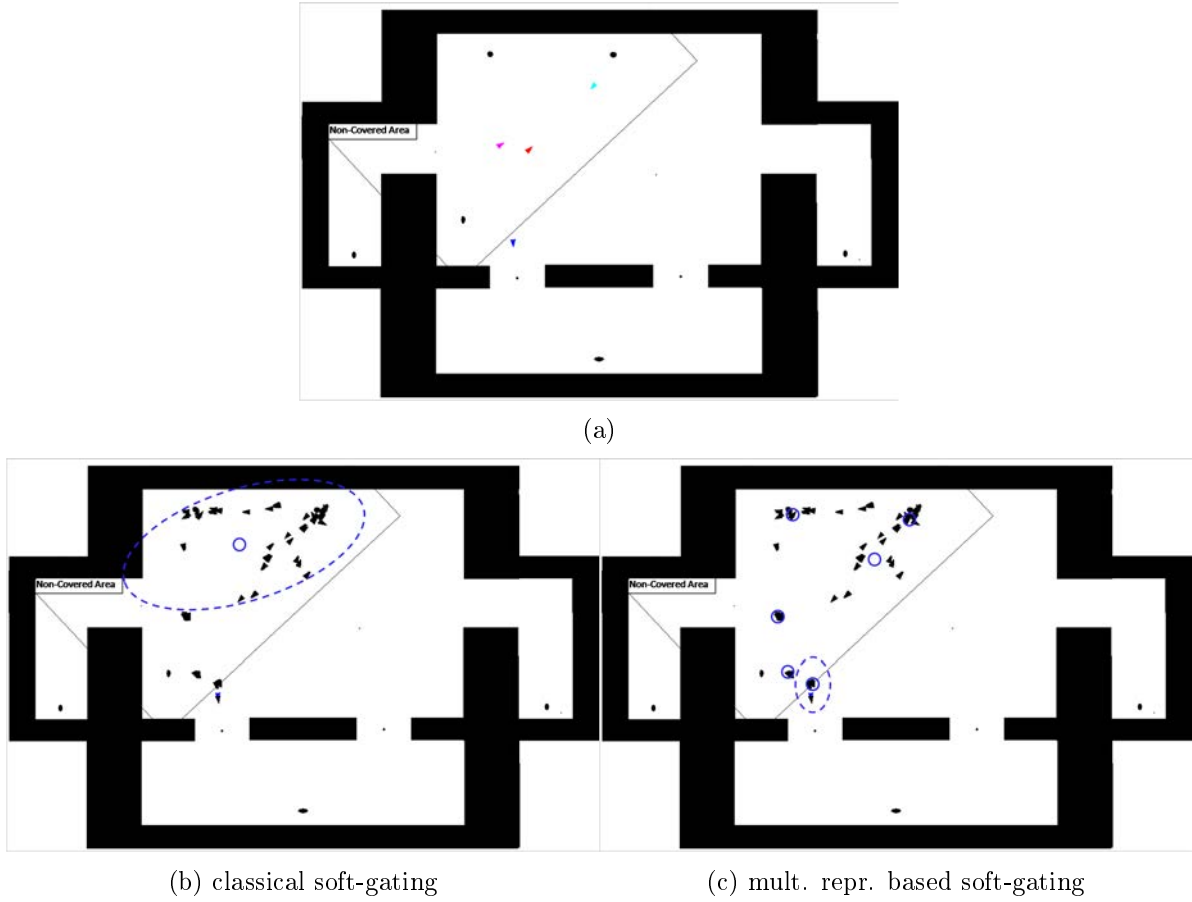 Non-Covered Area
(a)
Non-Covered Area
Non-Covered Area
(b) classical soft-gating
(c) mult. repr. based soft-gating